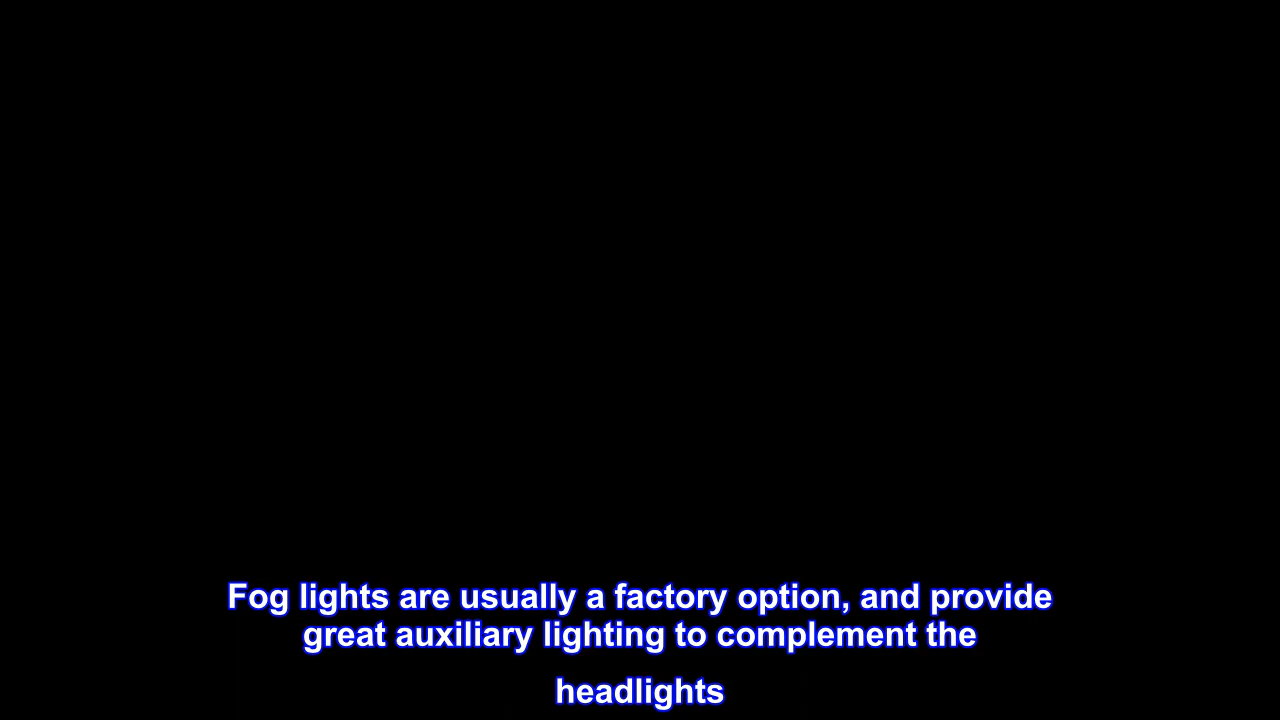 Fog lights are usually a factory option, and provide
great auxiliary lighting to complement the
headlights